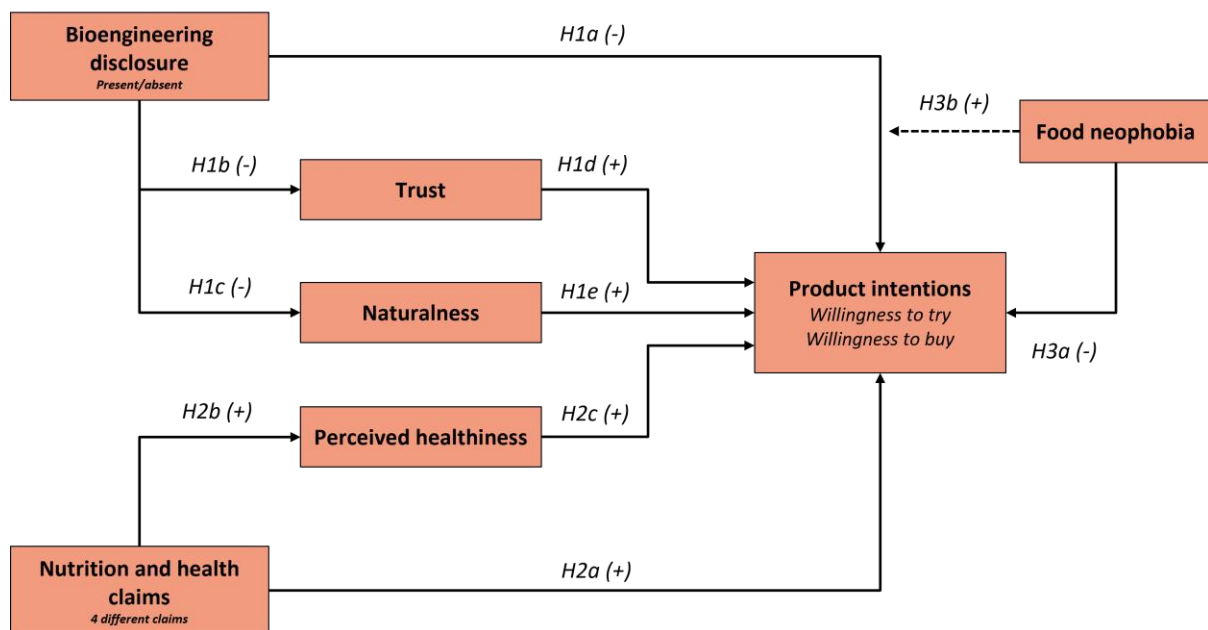 Bioengineering
disclosure
Present/absent
H1a (-)
H3b (+)
Food neophobia
H1b (-)
Trust
H1d (+)
H1c (-)
Naturalness
H1e (+)
Product intentions
Willingness to try
Willingness to buy
H3a (-)
H2b (+)
Perceived healthiness
H2c (+)
Nutrition and health
claims
4 different claims
H2a (+)